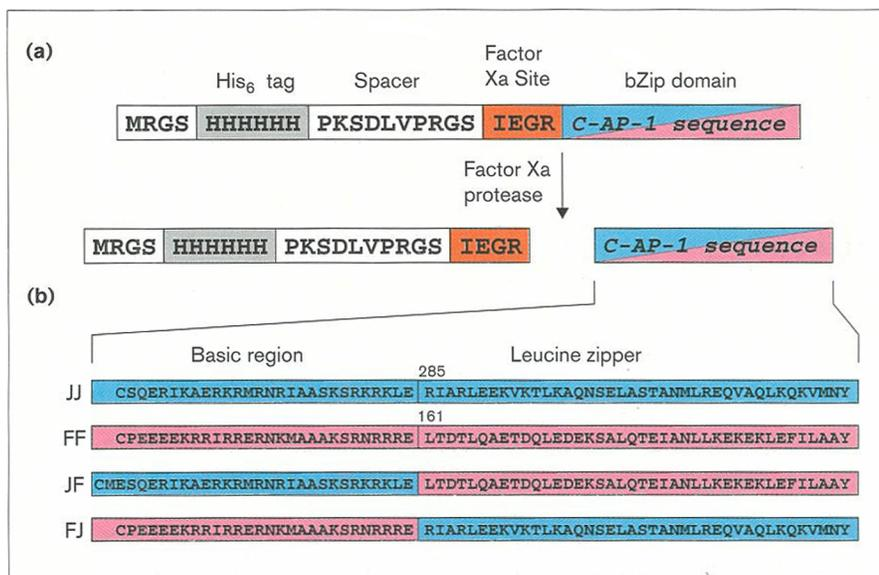 (a)
His6 tag Spacer Factor Xa Site bZip domain
MRGS HHHHHH PKSDLVPRGS IEGR C-AP-1 sequence
Factor Xa
protease
MRGS HHHHHH PKSDLVPRGS IEGR C-AP-1 sequence
(b)
Basic region Leucine zipper
285
JJ CSQERIKAERKRMRNRIAASKSRKRKLE RIARLEEKVKTLKAQNSELASTANMLREQVAQLKQKVMNY
161
FF CPEEEEKRRIRRERNKMAAAKSRNRRRE LTDTLQAETDQLEDEKSALQTEIANLLKEKEKLEFILAAY
JF CMESQERIKAERKRMRNRIAASKSRKRKLE LTDTLQAETDQLEDEKSALQTEIANLLKEKEKLEFILAAY
FJ CPEEEEKRRIRRERNKMAAAKSRNRRRE RIARLEEKVKTLKAQNSELASTANMLREQVAQLKQKVMNY